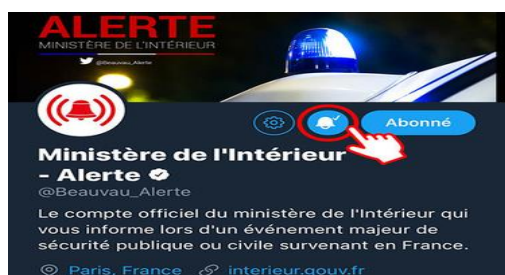 ALERTE
MINISTÈRE DE L'INTÉRIEUR
@Beauvau_Alerte
Abonné
Ministère de l'Intérieur
- Alerte
@Beauvau_Alerte
Le compte officiel du ministère de l'Intérieur qui
vous informe lors d'un événement majeur de
sécurité publique ou civile survenant en France.
Paris, France interieur.gouv.fr